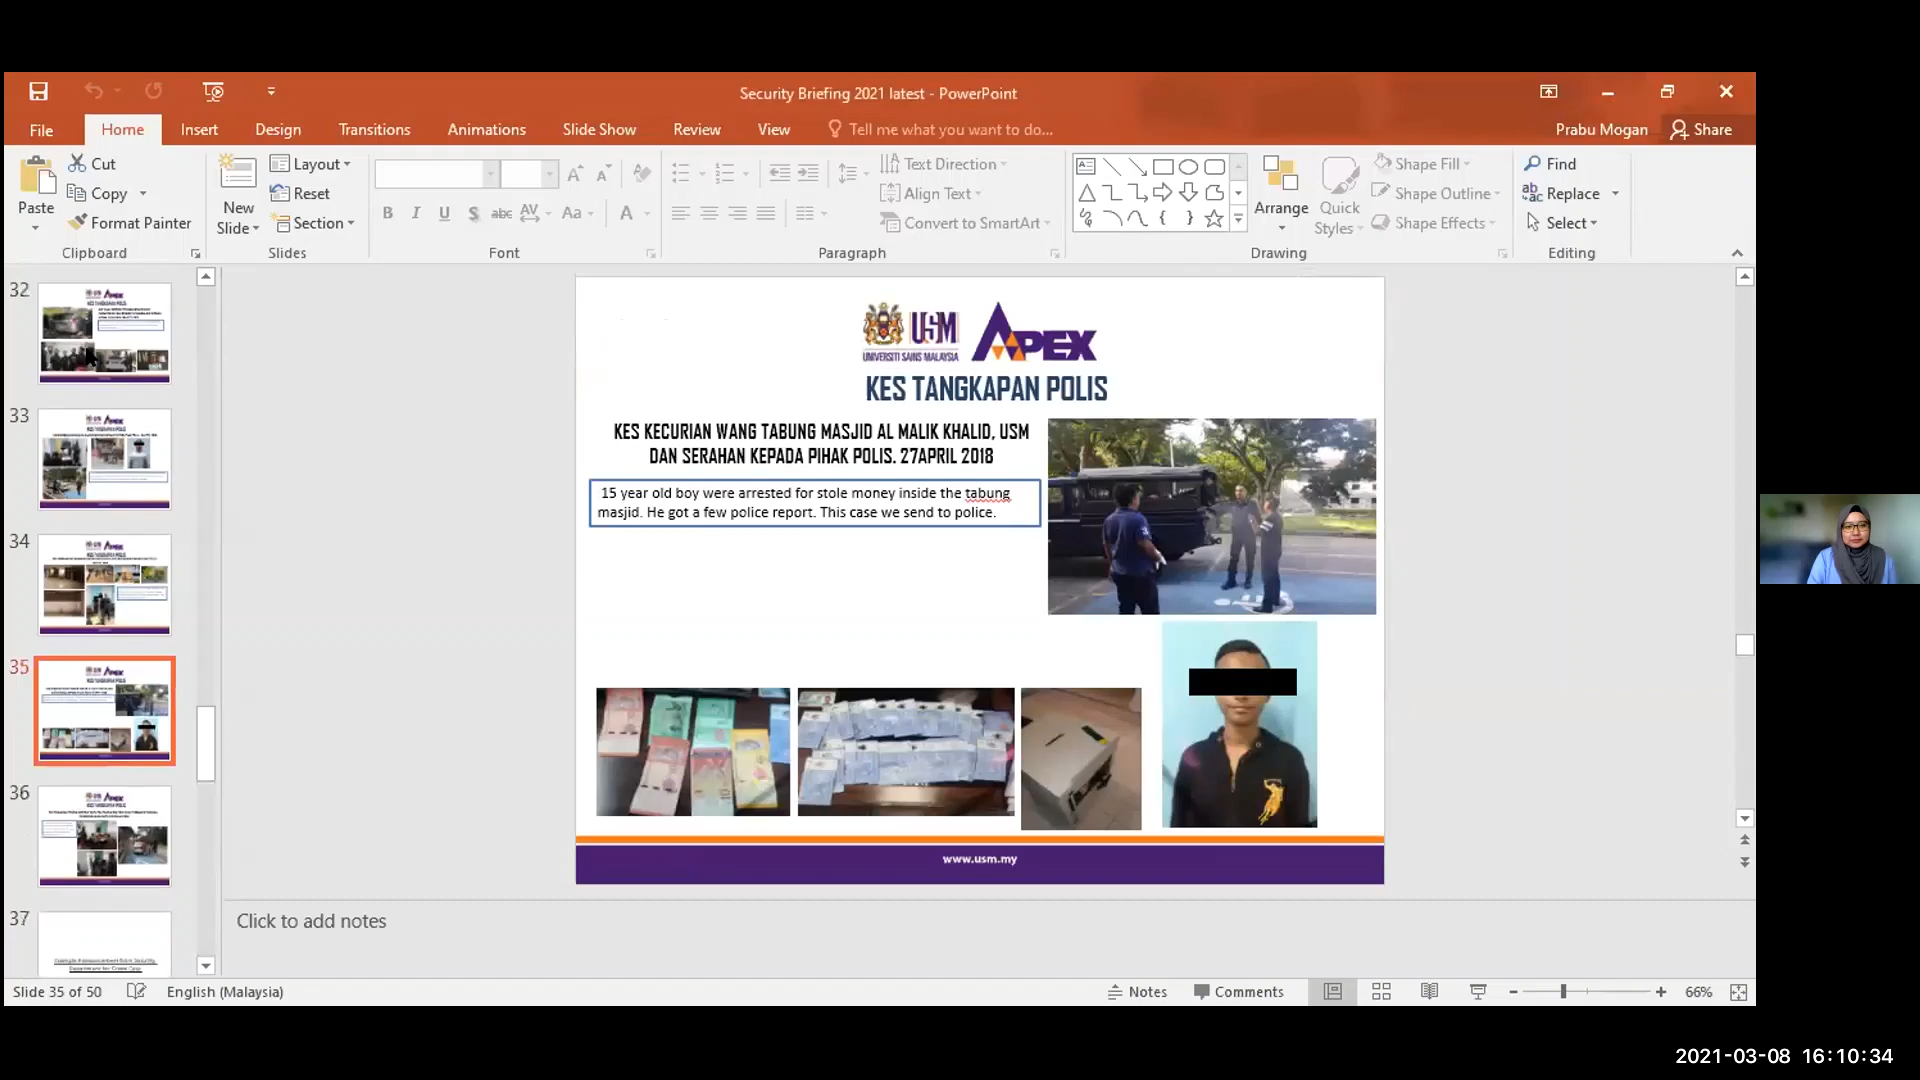 Security Briefing 2021 latest - PowerPoint
File
Home
Insert
Design
Transitions
Animations
Slide Show
Review
View
Tell me what you want to do...
Prabu Mogan
Share
Paste
Cut
Copy
Format Painter
Clipboard
New
Slide
Layout
Reset
Section
Slides
B I U S abc AV Aa A
Font
Text Direction
Align Text
Convert to SmartArt
Paragraph
Arrange
Quick
Styles
Shape Fill
Shape Outline
Shape Effects
Drawing
Find
Replace
Select
Editing
32
33
34
35
36
37
USM
UNIVERSITI SAINS MALAYSIA
APEX
KES TANGKAPAN POLIS
KES KECURIAN WANG TABUNG MASJID AL MALIK KHALID, USM
DAN SERAHAN KEPADA PIHAK POLIS. 27APRIL 2018
15 year old boy were arrested for stole money inside the tabung
masjid. He got a few police report. This case we send to police.
www.usm.my
Click to add notes
Slide 35 of 50
English (Malaysia)
Notes
Comments
66%
2021-03-08 16:10:34